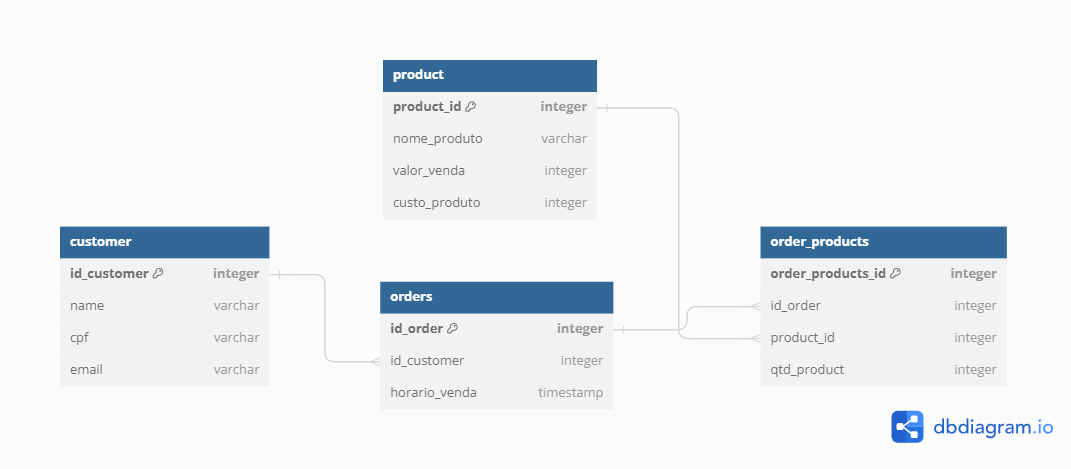 product
product_id integer
nome_produto varchar
valor_venda integer
custo_produto integer
customer
id_customer integer
name varchar
cpf varchar
email varchar
orders
id_order integer
id_customer integer
horario_venda timestamp
order_products
order_products_id integer
id_order integer
product_id integer
qtd_product integer
dbdiagram.io